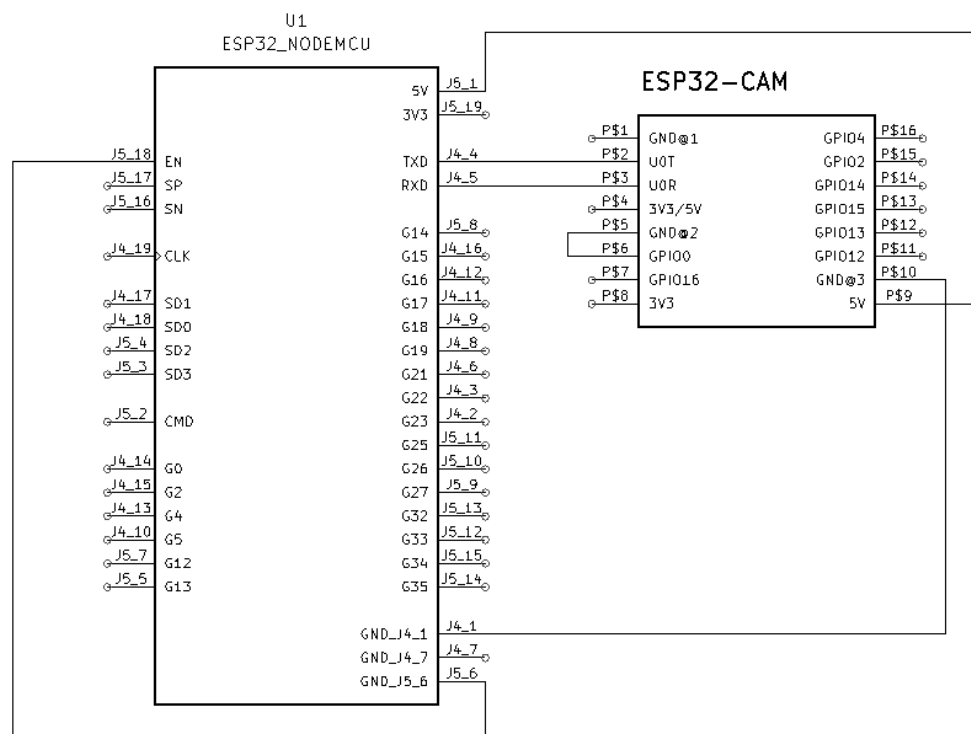 U1
ESP32_NODEMCU
5V J5_1
3V3 J5_19
J5_18 EN
TXD J4_4
J5_17 SP
RXD J4_5
J5_16 SN
G14 J5_8
J4_19 CLK
G15 J4_16
G16 J4_12
J4_17 SD1
G17 J4_11
J4_18 SD0
G18 J4_9
J5_4 SD2
G19 J4_8
J5_3 SD3
G21 J4_6
G22 J4_3
J5_2 CMD
G23 J4_2
G25 J5_11
J4_14 G0
G26 J5_10
J4_15 G2
G27 J5_9
J4_13 G4
G32 J5_13
J4_10 G5
G33 J5_12
J5_7 G12
G34 J5_15
J5_5 G13
G35 J5_14
GND_J4_1 J4_1
GND_J4_7 J4_7
GND_J5_6 J5_6
ESP32-CAM
P$1 GND@1
GPIO4 P$16
P$2 U0T
GPIO2 P$15
P$3 U0R
GPIO14 P$14
P$4 3V3/5V
GPIO15 P$13
P$5 GND@2
GPIO13 P$12
P$6 GPIO0
GPIO12 P$11
P$7 GPIO16
GND@3 P$10
P$8 3V3
5V P$9